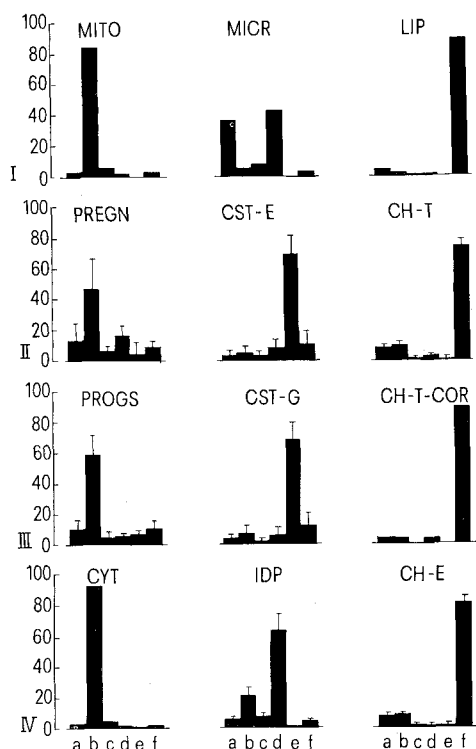 MITO MICR LIP
100
80
60
40
20
0
I
PREGN CST-E CH-T
100
80
60
40
20
0
II
PROGS CST-G CH-T-COR
100
80
60
40
20
0
III
CYT IDP CH-E
100
80
60
40
20
0
IV
a b c d e f a b c d e f a b c d e f